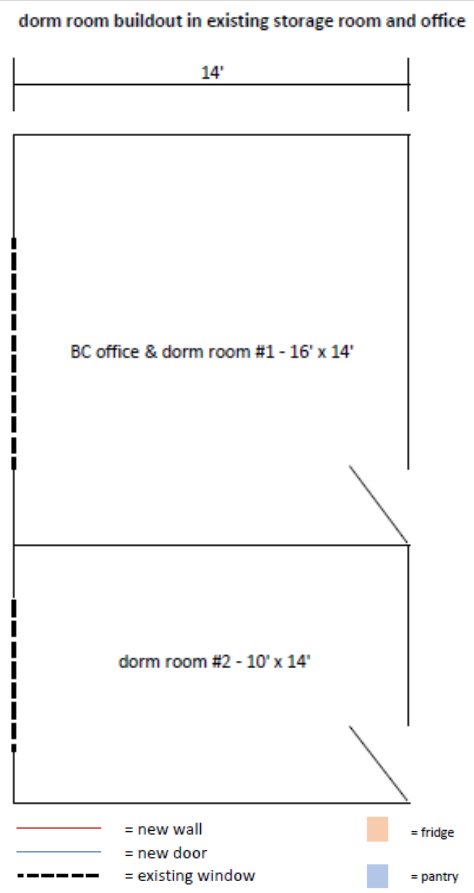 dorm room buildout in existing storage room and office
14'
BC office & dorm room #1 - 16' x 14'
dorm room #2 - 10' x 14'
= new wall
= fridge
= new door
= existing window
= pantry